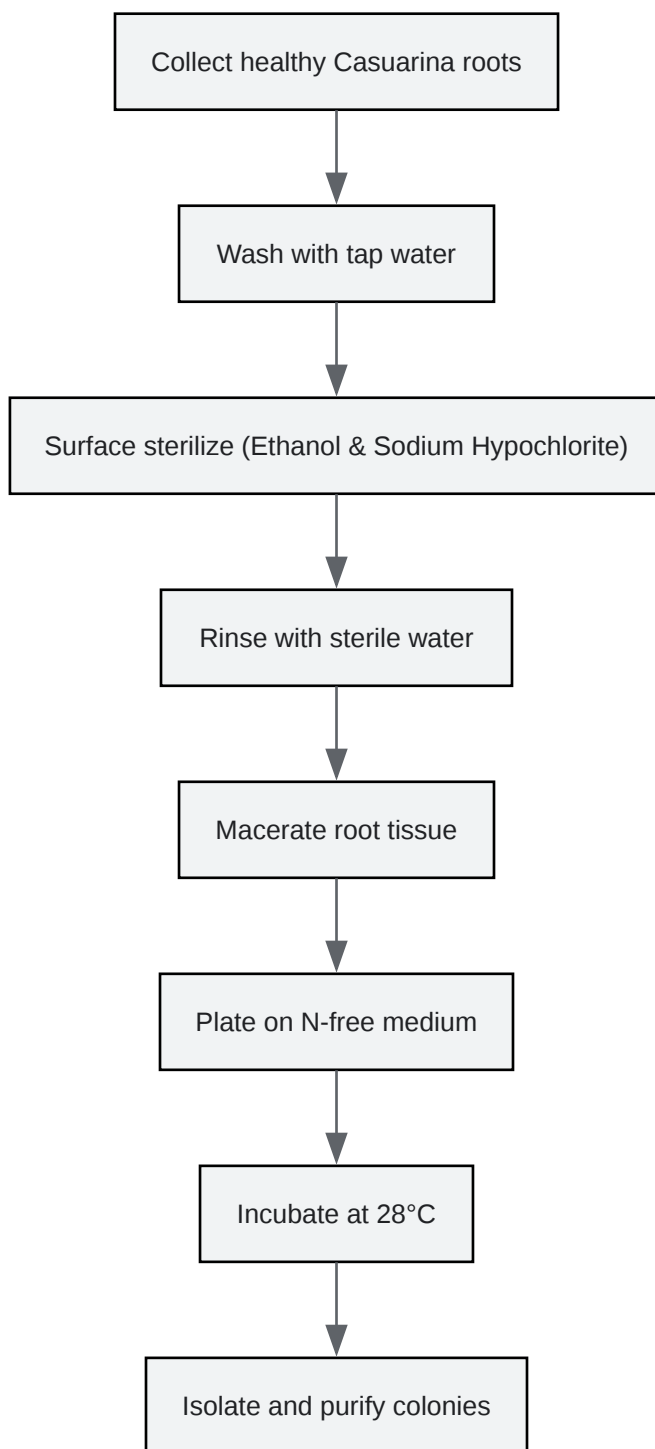 Collect healthy Casuarina roots
Wash with tap water
Surface sterilize (Ethanol & Sodium Hypochlorite)
Rinse with sterile water
Macerate root tissue
Plate on N-free medium
Incubate at 28°C
Isolate and purify colonies